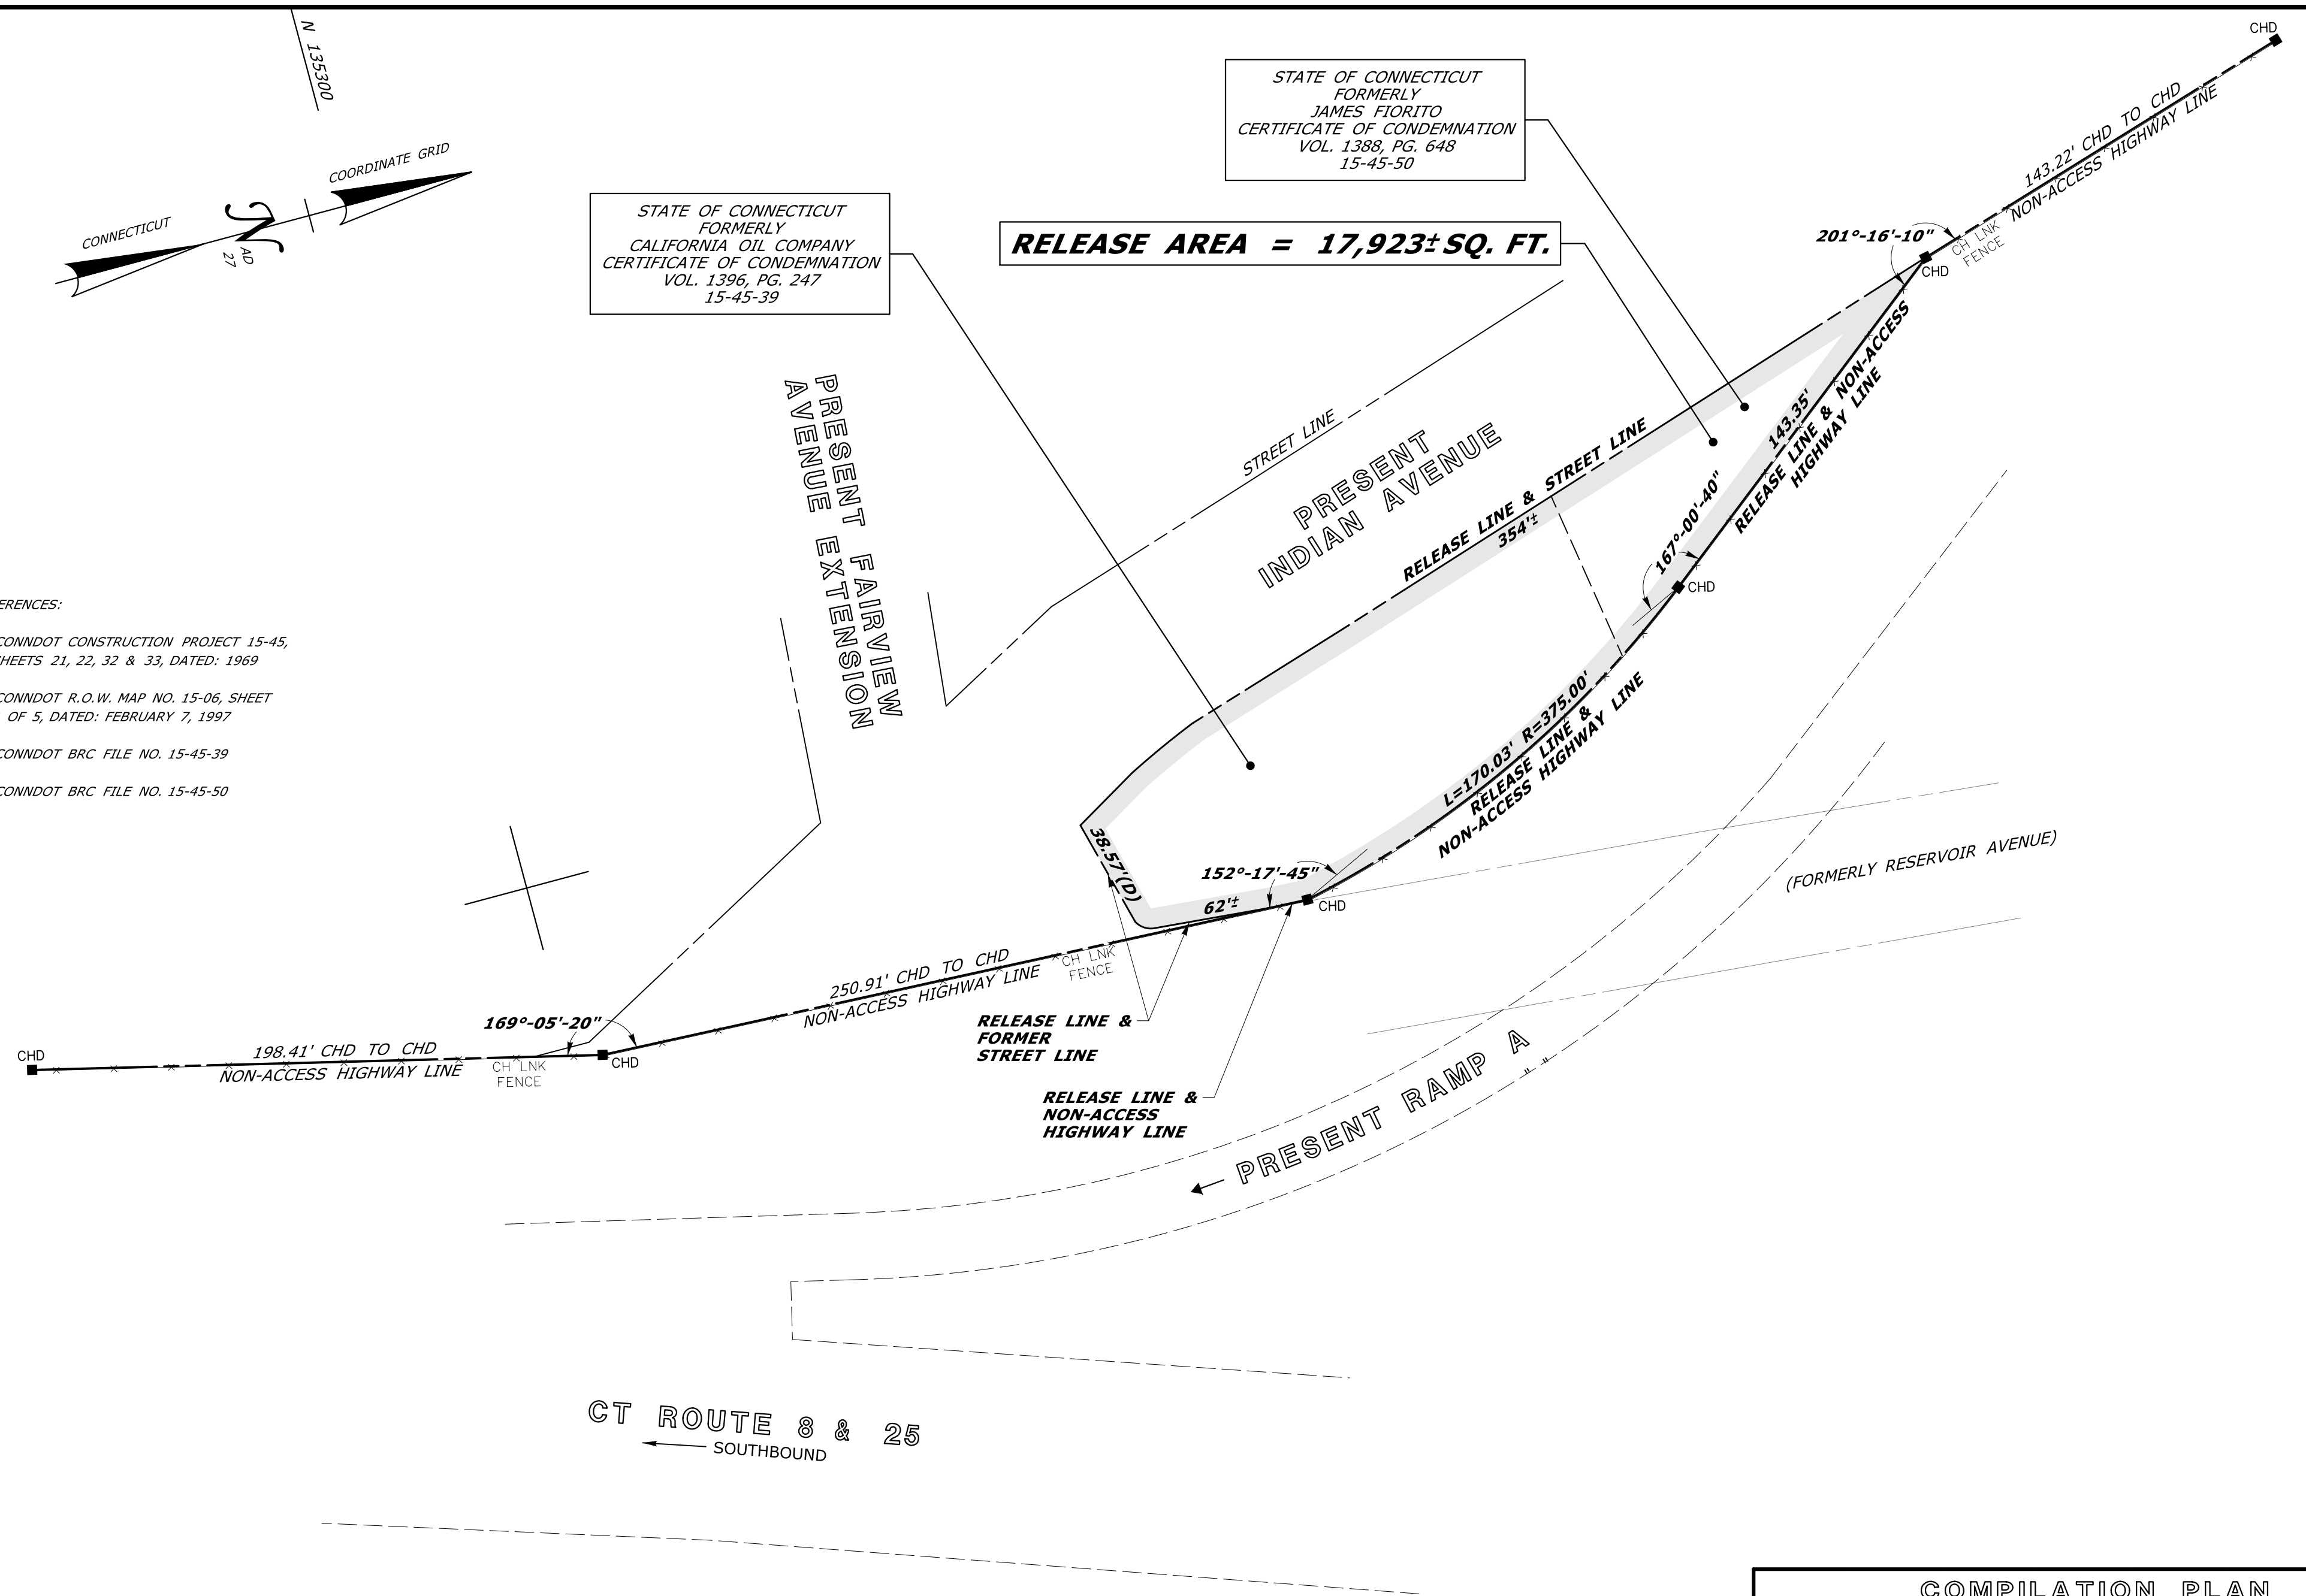 N 135300
CONNECTICUT
COORDINATE GRID
N
AD
27
STATE OF CONNECTICUT
FORMERLY
JAMES FIORITO
CERTIFICATE OF CONDEMNATION
VOL. 1388, PG. 648
15-45-50
STATE OF CONNECTICUT
FORMERLY
CALIFORNIA OIL COMPANY
CERTIFICATE OF CONDEMNATION
VOL. 1396, PG. 247
15-45-39
RELEASE AREA = 17,923± SQ. FT.
CHD
143.22' CHD TO CHD
NON-ACCESS HIGHWAY LINE
201°-16'-10"
CH LNK
FENCE
CHD
STREET LINE
PRESENT
INDIAN AVENUE
PRESENT FAIRVIEW
AVENUE EXTENSION
RELEASE LINE & STREET LINE
354'±
143.35'
RELEASE LINE & NON-ACCESS
HIGHWAY LINE
167°-00'-40"
CHD
ERENCES:
CONNDOT CONSTRUCTION PROJECT 15-45,
HEETS 21, 22, 32 & 33, DATED: 1969
CONNDOT R.O.W. MAP NO. 15-06, SHEET
OF 5, DATED: FEBRUARY 7, 1997
CONNDOT BRC FILE NO. 15-45-39
CONNDOT BRC FILE NO. 15-45-50
L=170.03' R=375.00'
RELEASE LINE &
NON-ACCESS HIGHWAY LINE
38.57'(D)
152°-17'-45"
62'±
CHD
(FORMERLY RESERVOIR AVENUE)
250.91' CHD TO CHD
NON-ACCESS HIGHWAY LINE
CH LNK
FENCE
RELEASE LINE &
FORMER
STREET LINE
RELEASE LINE &
NON-ACCESS
HIGHWAY LINE
169°-05'-20"
CHD
198.41' CHD TO CHD
NON-ACCESS HIGHWAY LINE
CH LNK
FENCE
CHD
PRESENT RAMP A
CT ROUTE 8 & 25
SOUTHBOUND
COMPILATION PLAN